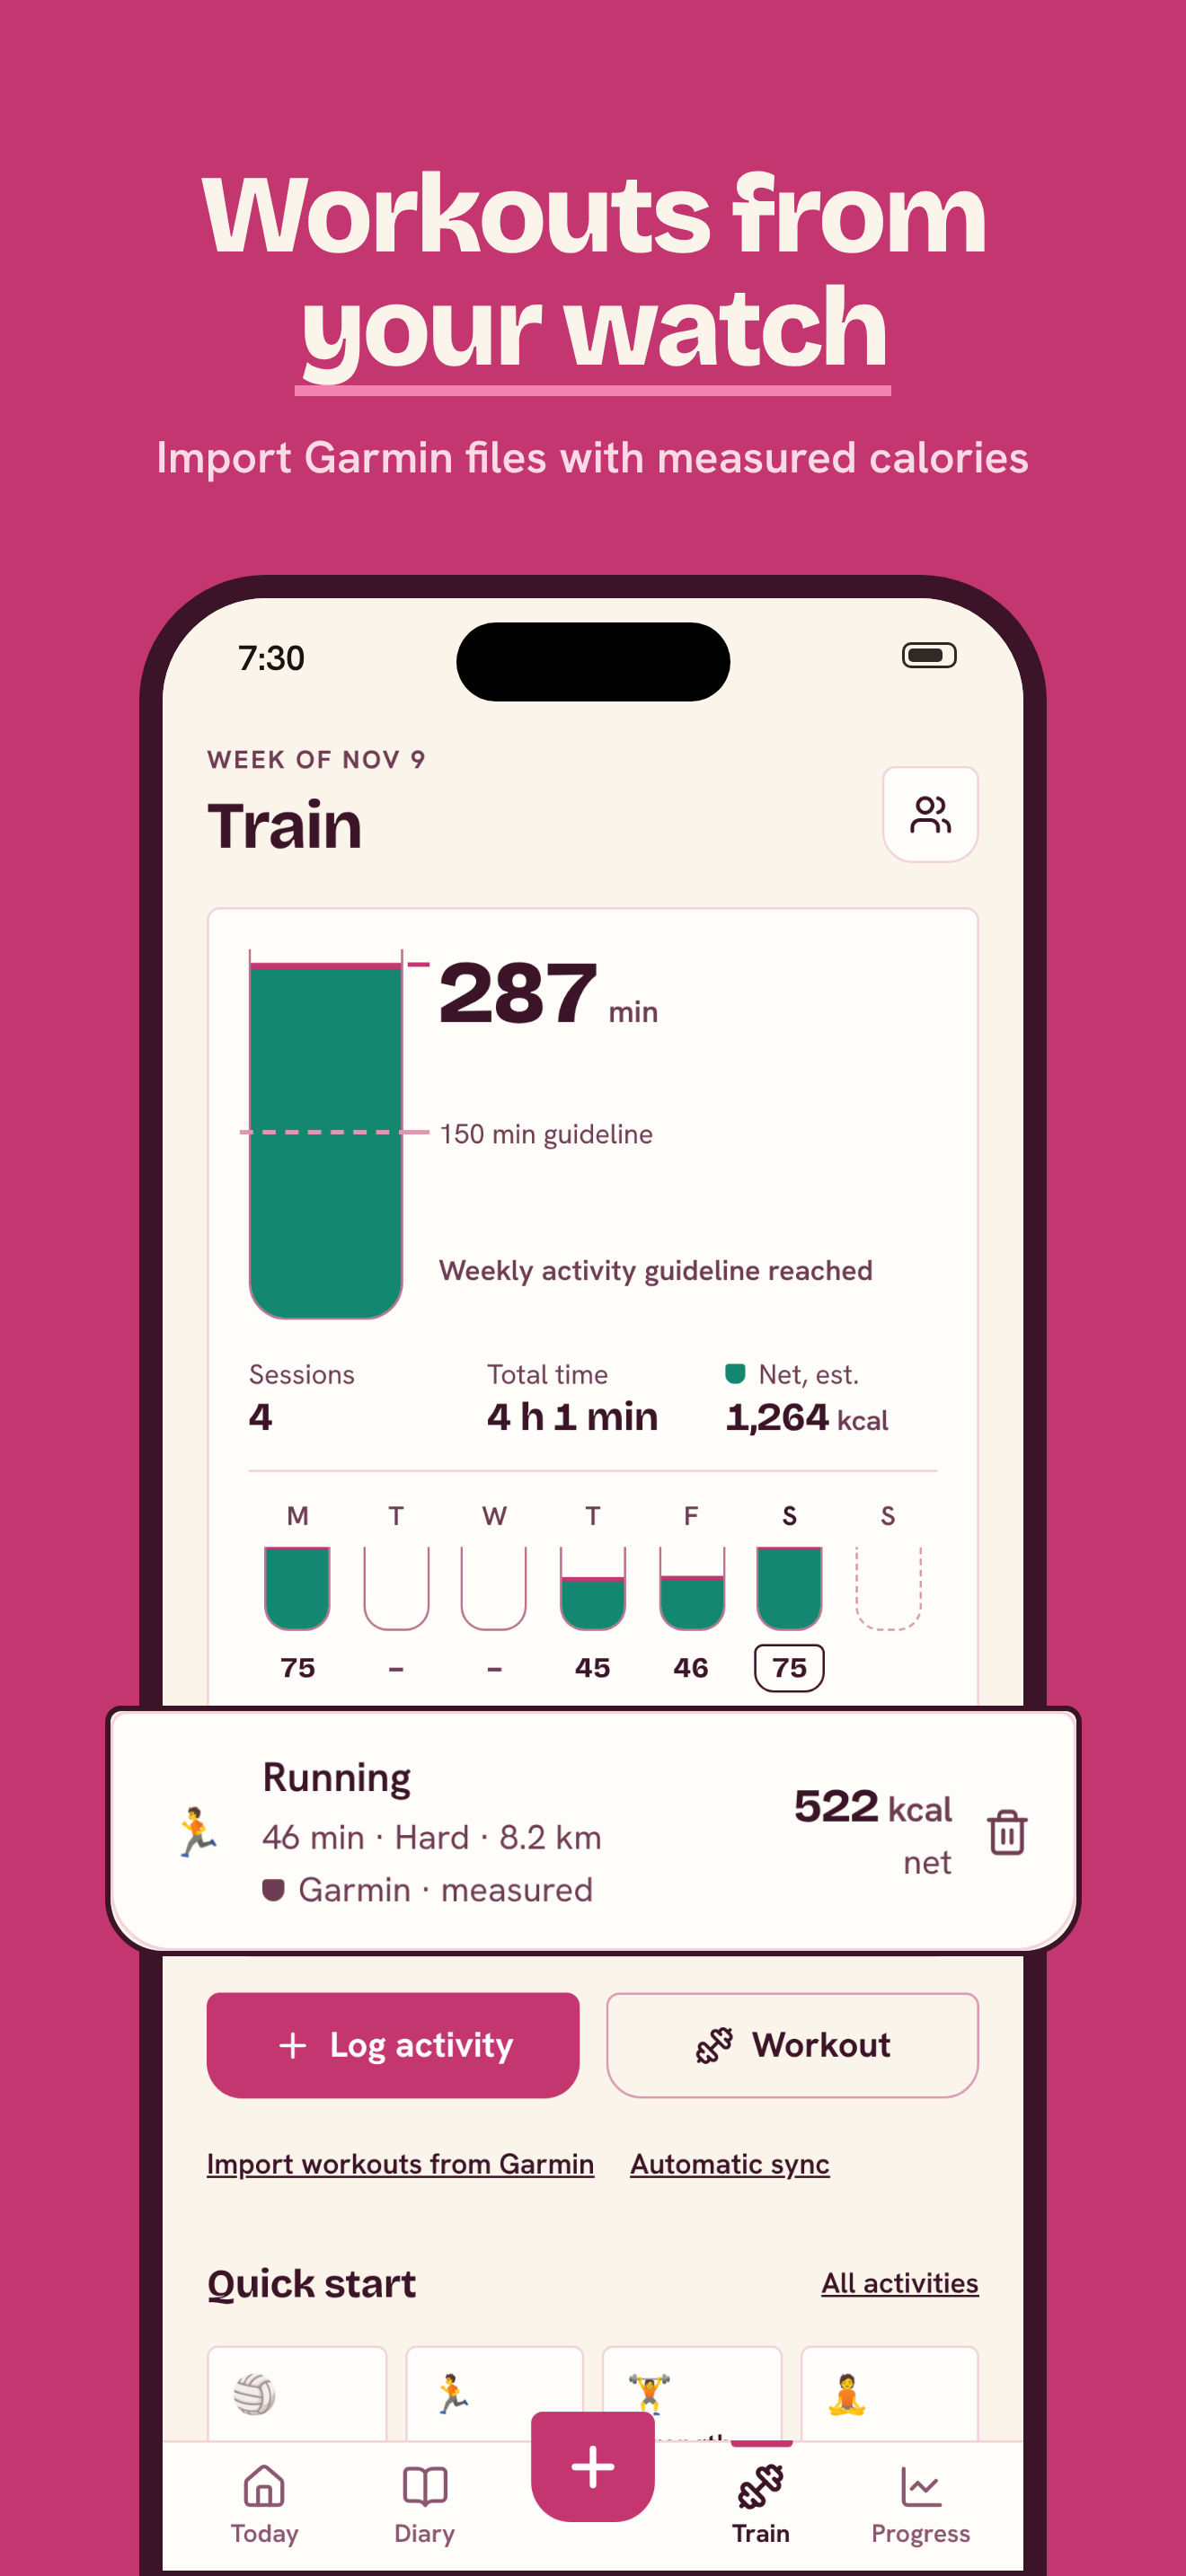 Workouts from
your watch
Import Garmin files with measured calories
7:30
WEEK OF NOV 9
Train
287 min
150 min guideline
Weekly activity guideline reached
Sessions
4
Total time
4 h 1 min
Net, est.
1,264 kcal
M T W T F S S
75 – – 45 46 75
Running
46 min · Hard · 8.2 km
Garmin · measured
522 kcal
net
+ Log activity
Workout
Import workouts from Garmin
Automatic sync
Quick start
All activities
Today
Diary
Train
Progress